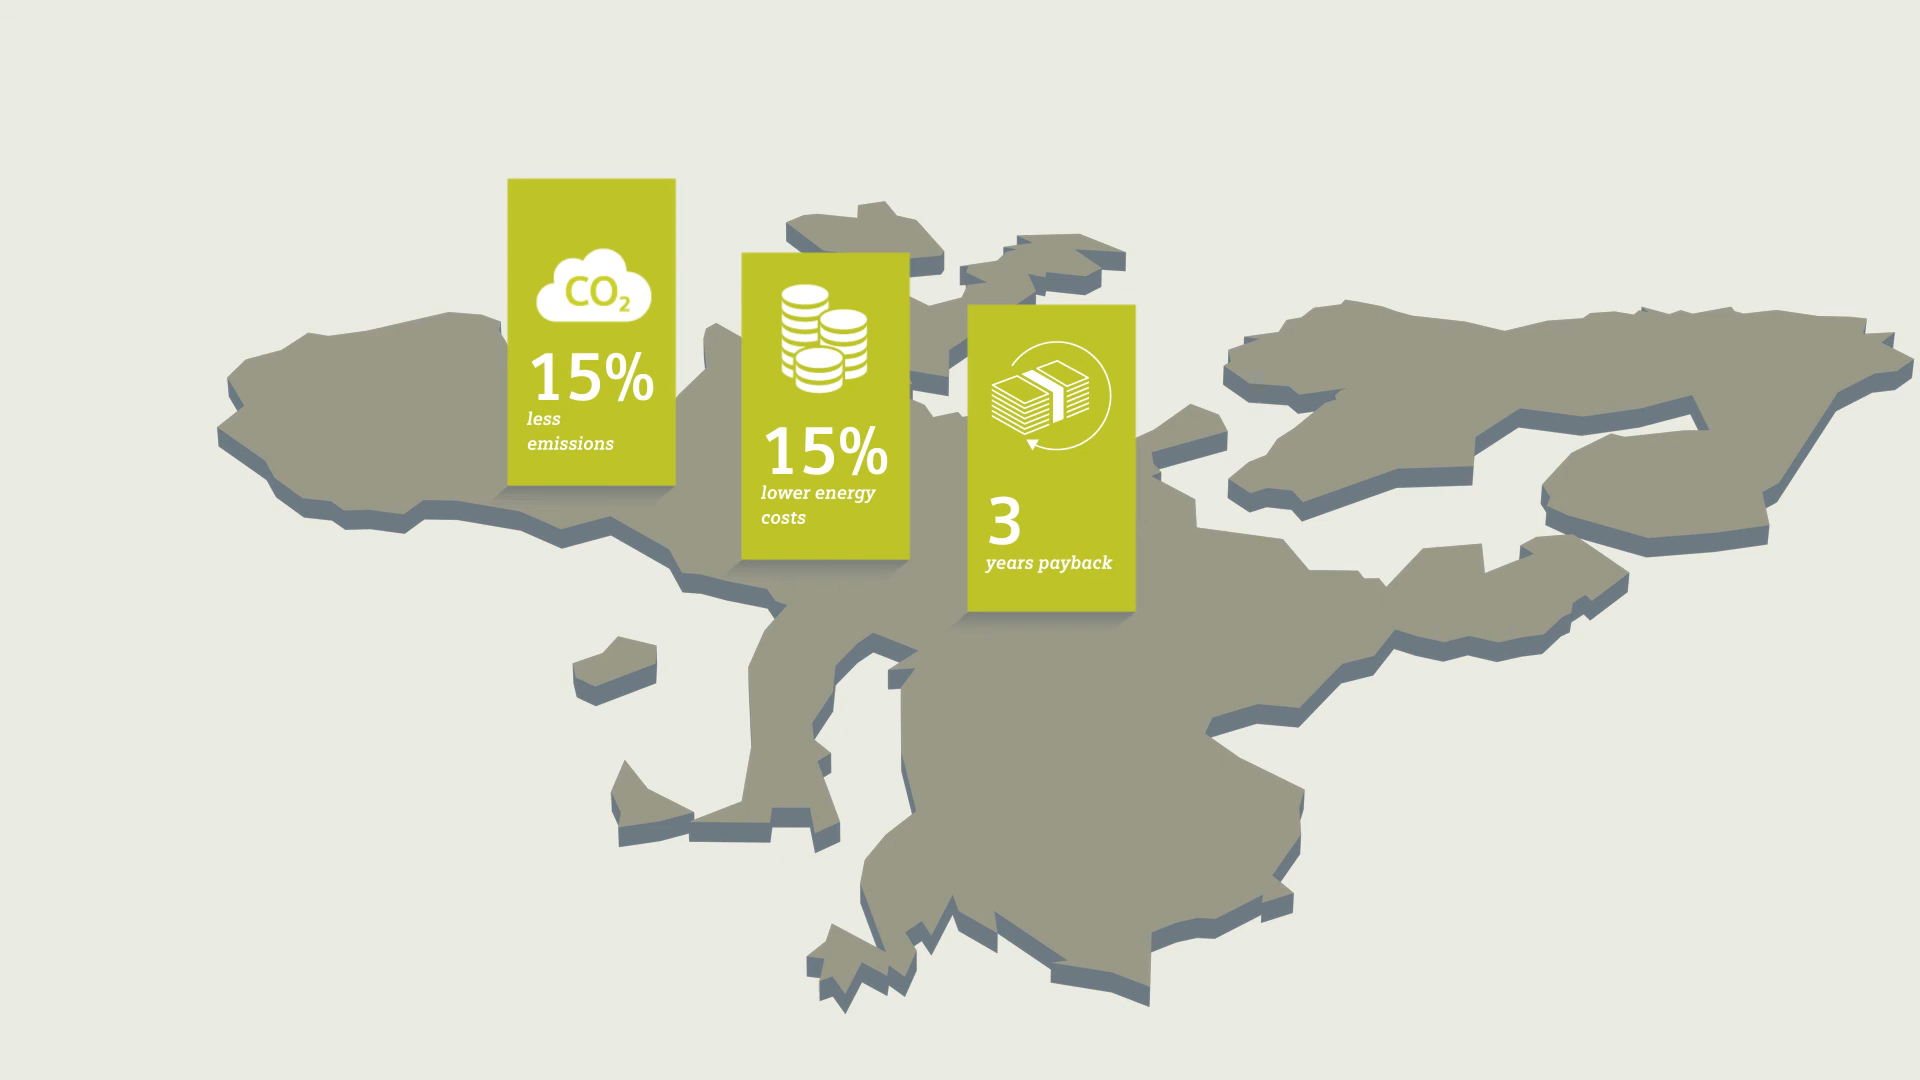 CO₂
15%
less
emissions
15%
lower energy
costs
3
years payback